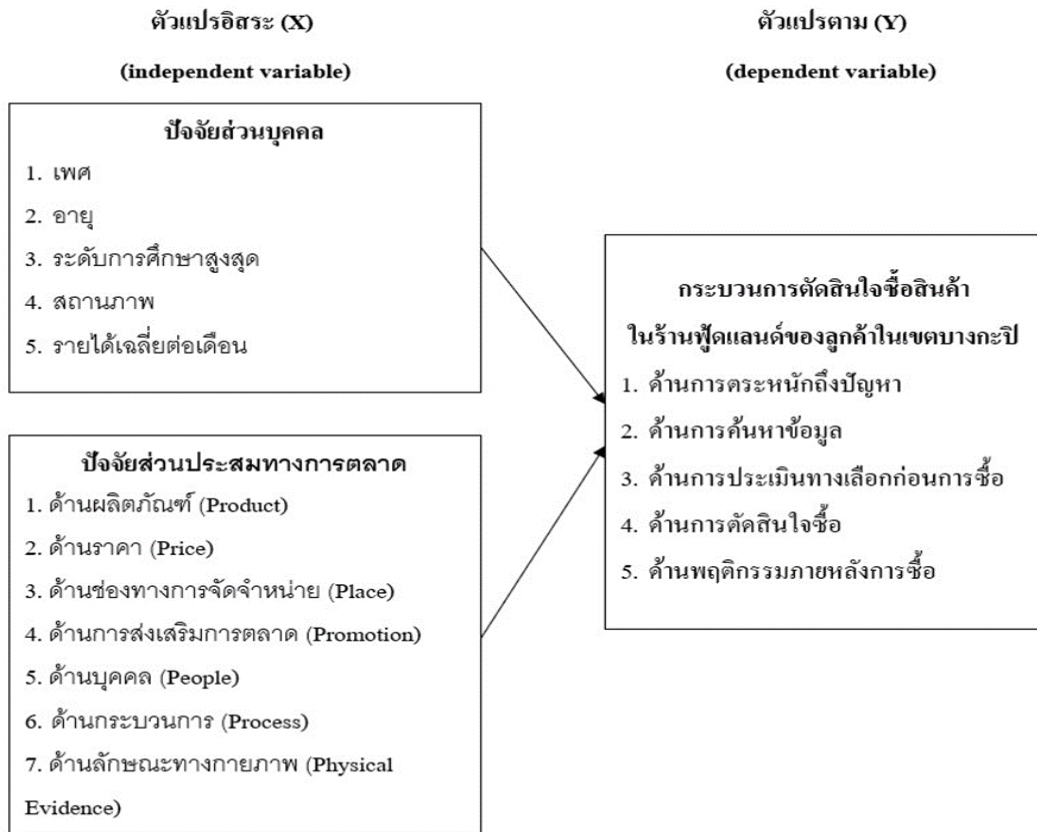 ตัวแปรอิสระ (X)
(independent variable)
ปัจจัยส่วนบุคคล
1. เพศ
2. อายุ
3. ระดับการศึกษาสูงสุด
4. สถานภาพ
5. รายได้เฉลี่ยต่อเดือน
ปัจจัยส่วนประสมทางการตลาด
1. ด้านผลิตภัณฑ์ (Product)
2. ด้านราคา (Price)
3. ด้านช่องทางการจัดจำหน่าย (Place)
4. ด้านการส่งเสริมการตลาด (Promotion)
5. ด้านบุคคล (People)
6. ด้านกระบวนการ (Process)
7. ด้านลักษณะทางกายภาพ (Physical
Evidence)
ตัวแปรตาม (Y)
(dependent variable)
กระบวนการตัดสินใจซื้อสินค้า
ในร้านฟู้ดแลนด์ของลูกค้าในเขตบางกะปิ
1. ด้านการตระหนักถึงปัญหา
2. ด้านการค้นหาข้อมูล
3. ด้านการประเมินทางเลือกก่อนการซื้อ
4. ด้านการตัดสินใจซื้อ
5. ด้านพฤติกรรมภายหลังการซื้อ